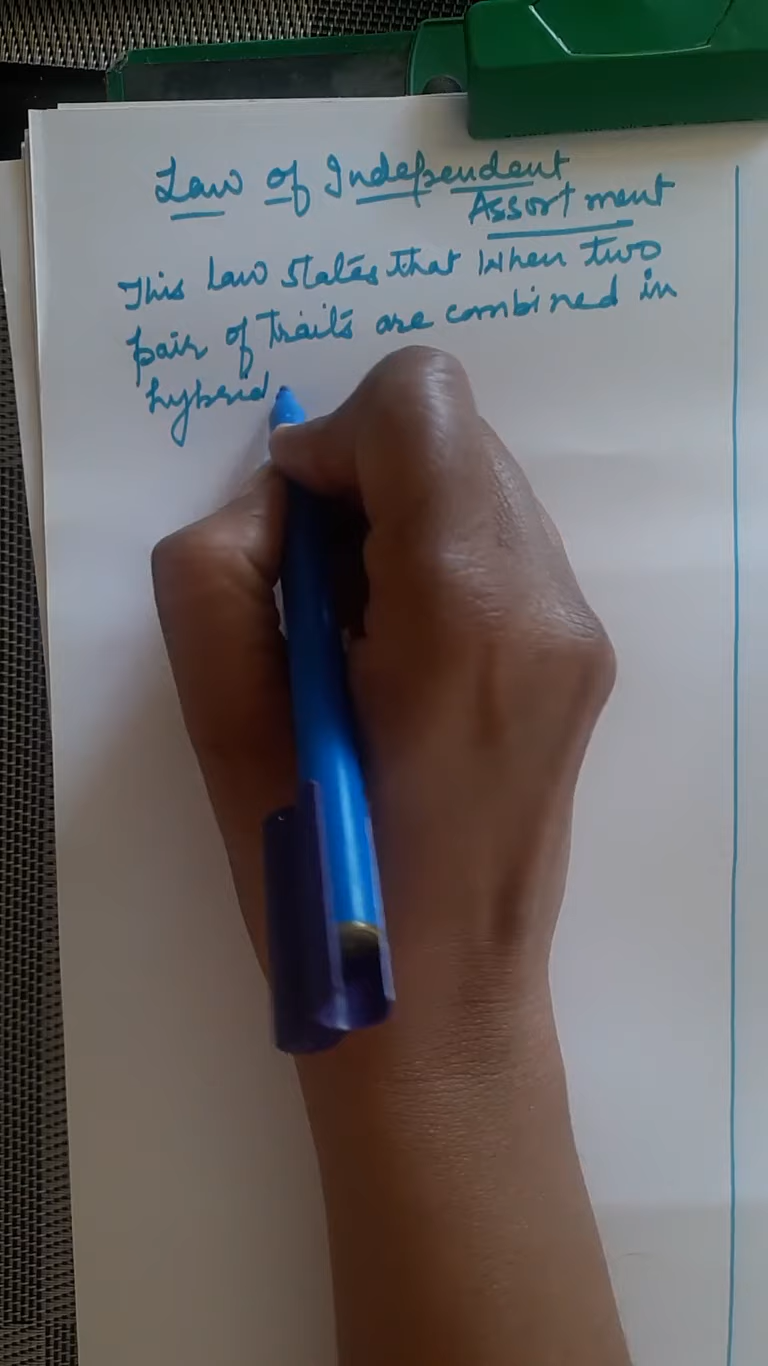 Law of Independent
Assortment
This Law states that when two
pair of traits are combined in
hybrid,